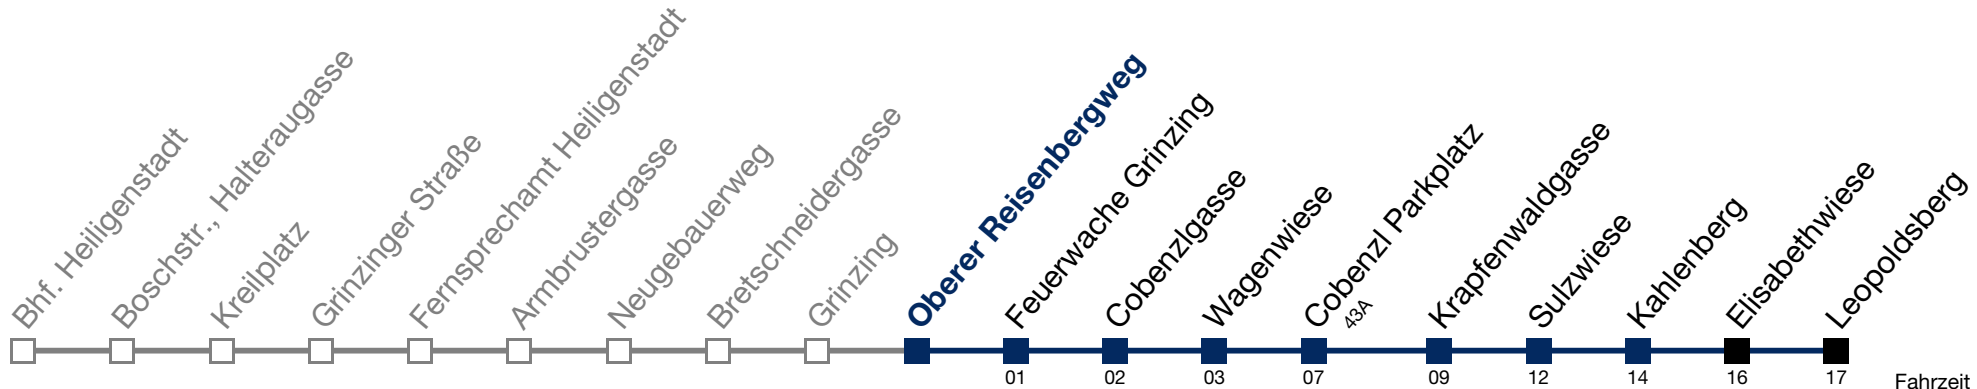 Bhf. Heiligenstadt
Boschstr., Halteraugasse
Kreilplatz
Grinzinger Straße
Fernsprechamt Heiligenstadt
Armbrustergasse
Neugebauerweg
Bretschneidergasse
Grinzing
Oberer Reisenbergweg
Feuerwache Grinzing
Cobenzlgasse
Wagenwiese
Cobenzl Parkplatz
43A
Krapfenwaldgasse
Sulzwiese
Kahlenberg
Elisabethwiese
Leopoldsberg
01 02 03 07 09 12 14 16 17 Fahrzeit